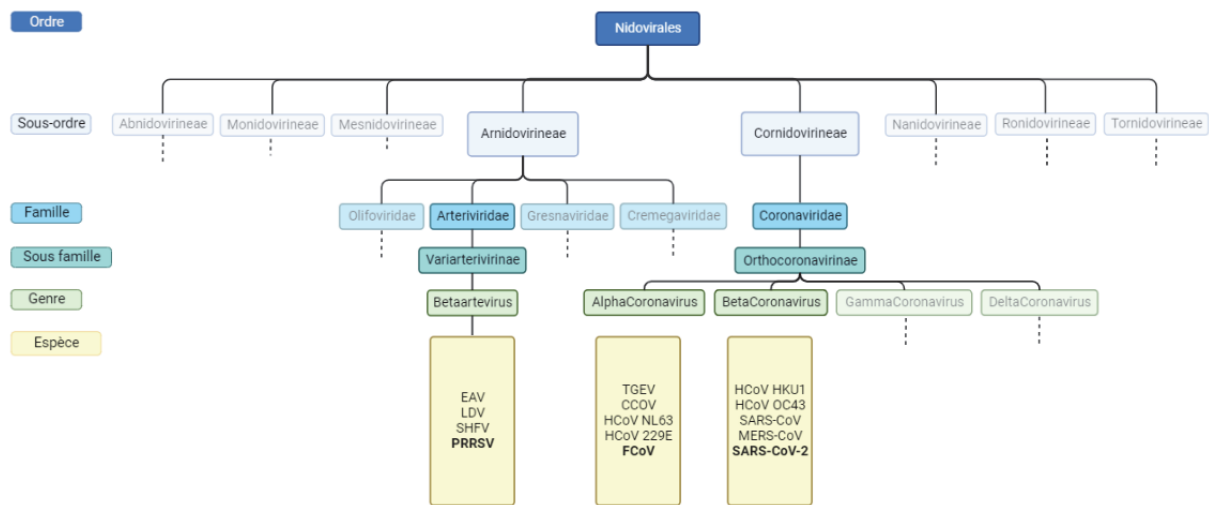 Ordre
Nidovirales
Sous-ordre
Abnidovirineae
Monidovirineae
Mesnidovirineae
Arnidovirineae
Cornidovirineae
Nanidovirineae
Ronidovirineae
Tornidovirineae
Famille
Olifoviridae
Arteriviridae
Gresnaviridae
Cremegaviridae
Coronaviridae
Sous famille
Variarterivirinae
Orthocoronavirinae
Genre
Betaartevirus
AlphaCoronavirus
BetaCoronavirus
GammaCoronavirus
DeltaCoronavirus
Espèce
EAV
LDV
SHFV
PRRSV
TGEV
CCOV
HCoV NL63
HCoV 229E
FCoV
HCoV HKU1
HCoV OC43
SARS-CoV
MERS-CoV
SARS-CoV-2